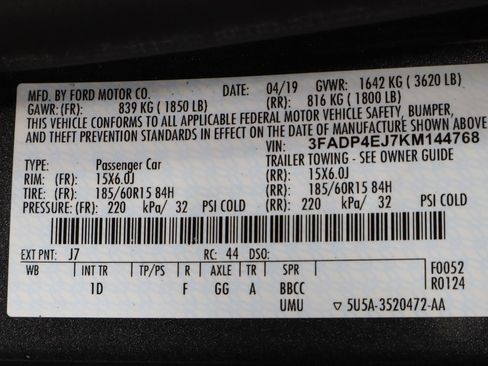 MFD. BY FORD MOTOR CO. DATE: 04/19 GVWR: 1642 KG ( 3620 LB)
GAWR: (FR): 839 KG ( 1850 LB) (RR): 816 KG ( 1800 LB)
THIS VEHICLE CONFORMS TO ALL APPLICABLE FEDERAL MOTOR VEHICLE SAFETY, BUMPER,
AND THEFT PREVENTION STANDARDS IN EFFECT ON THE DATE OF MANUFACTURE SHOWN ABOVE.
VIN: 3FADP4EJ7KM144768
TYPE: Passenger Car TRAILER TOWING - SEE OWNER GUIDE
RIM: (FR) 15X6.0J (RR): 15X6.0J
TIRE: (FR) 185/60R15 84H (RR): 185/60R15 84H
PRESSURE: (FR) 220 kPa/ 32 PSI COLD (RR): 220 kPa/ 32 PSI COLD
EXT PNT: J7 RC: 44 DSO:
WB INT TR TP/PS R AXLE TR SPR F0052
1D F GG A BBCC R0124
UMU ▽ 5U5A-3520472-AA